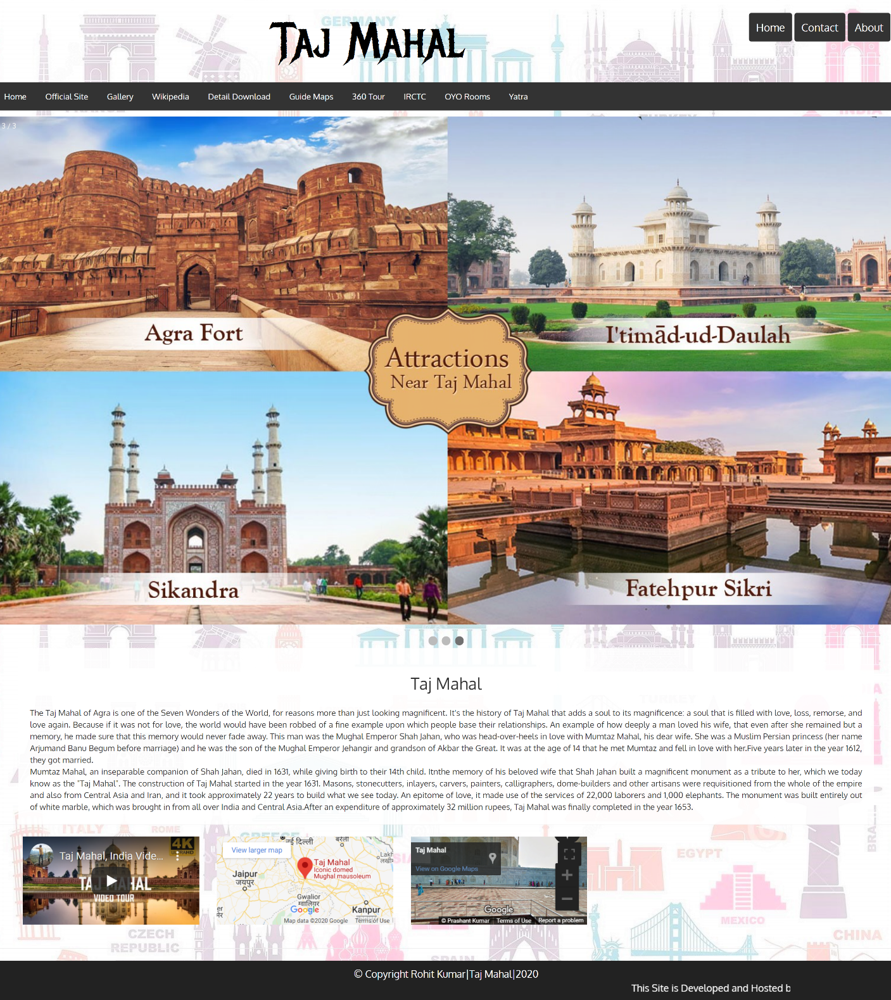 GERMANY
Taj Mahal
Home
Contact
About
Home
Official Site
Gallery
Wikipedia
Detail Download
Guide Maps
360 Tour
IRCTC
OYO Rooms
Yatra
3 / 3
Agra Fort
I'timād-ud-Daulah
Attractions
Near Taj Mahal
Sikandra
Fatehpur Sikri
Taj Mahal
TURKEY
The Taj Mahal of Agra is one of the Seven Wonders of the World, for reasons more than just looking magnificent. It's the history of Taj Mahal that adds a soul to its magnificence: a soul that is filled with love, loss, remorse, and
love again. Because if it was not for love, the world would have been robbed of a fine example upon which people base their relationships. An example of how deeply a man loved his wife, that even after she remained but a
memory, he made sure that this memory would never fade away. This man was the Mughal Emperor Shah Jahan, who was head-over-heels in love with Mumtaz Mahal, his dear wife. She was a Muslim Persian princess (her name
Arjumand Banu Begum before marriage) and he was the son of the Mughal Emperor Jehangir and grandson of Akbar the Great. It was at the age of 14 that he met Mumtaz and fell in love with her.Five years later in the year 1612,
they got married.
Mumtaz Mahal, an inseparable companion of Shah Jahan, died in 1631, while giving birth to their 14th child. Itnthe memory of his beloved wife that Shah Jahan built a magnificent monument as a tribute to her, which we today
know as the "Taj Mahal". The construction of Taj Mahal started in the year 1631. Masons, stonecutters, inlayers, carvers, painters, calligraphers, dome-builders and other artisans were requisitioned from the whole of the empire
and also from Central Asia and Iran, and it took approximately 22 years to build what we see today. An epitome of love, it made use of the services of 22,000 laborers and 1,000 elephants. The monument was built entirely out
of white marble, which was brought in from all over India and Central Asia.After an expenditure of approximately 32 million rupees, Taj Mahal was finally completed in the year 1653.
ITALY
ROME
GREECE
EGYPT
Taj Mahal, India Vide...
4K
ULTRAHD
TAJ MAHAL
VIDEO TOUR
View larger map
नई दिल्ली
बरेली
Taj Mahal
Iconic domed
Mughal mausoleum
Jaipur
जयपुर
Gwalior
ग्वालियर
Kanpur
Google
Map data ©2020 Google
Terms of Use
Taj Mahal
View on Google Maps
Google
© Prashant Kumar
Terms of Use
Report a problem
MEXICO
CZECH
REPUBLIC
CHINA
SPAIN
© Copyright Rohit Kumar|Taj Mahal|2020
This Site is Developed and Hosted b